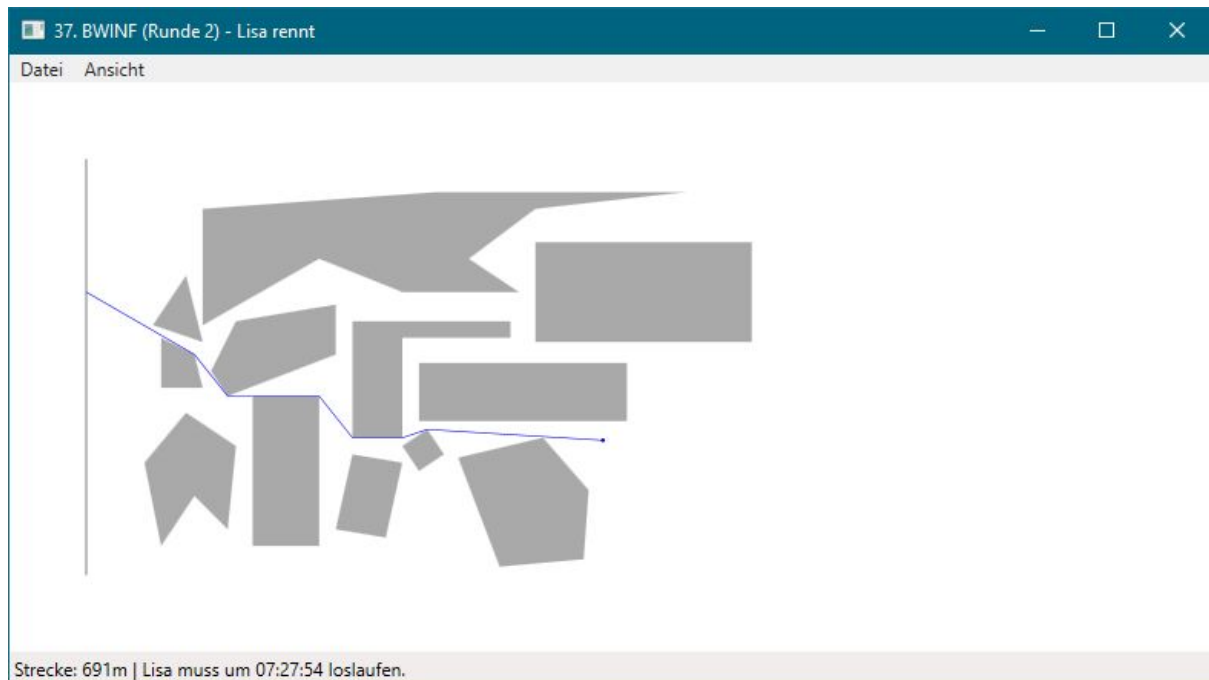 37. BWINF (Runde 2) - Lisa rennt
Datei Ansicht
Strecke: 691m | Lisa muss um 07:27:54 loslaufen.